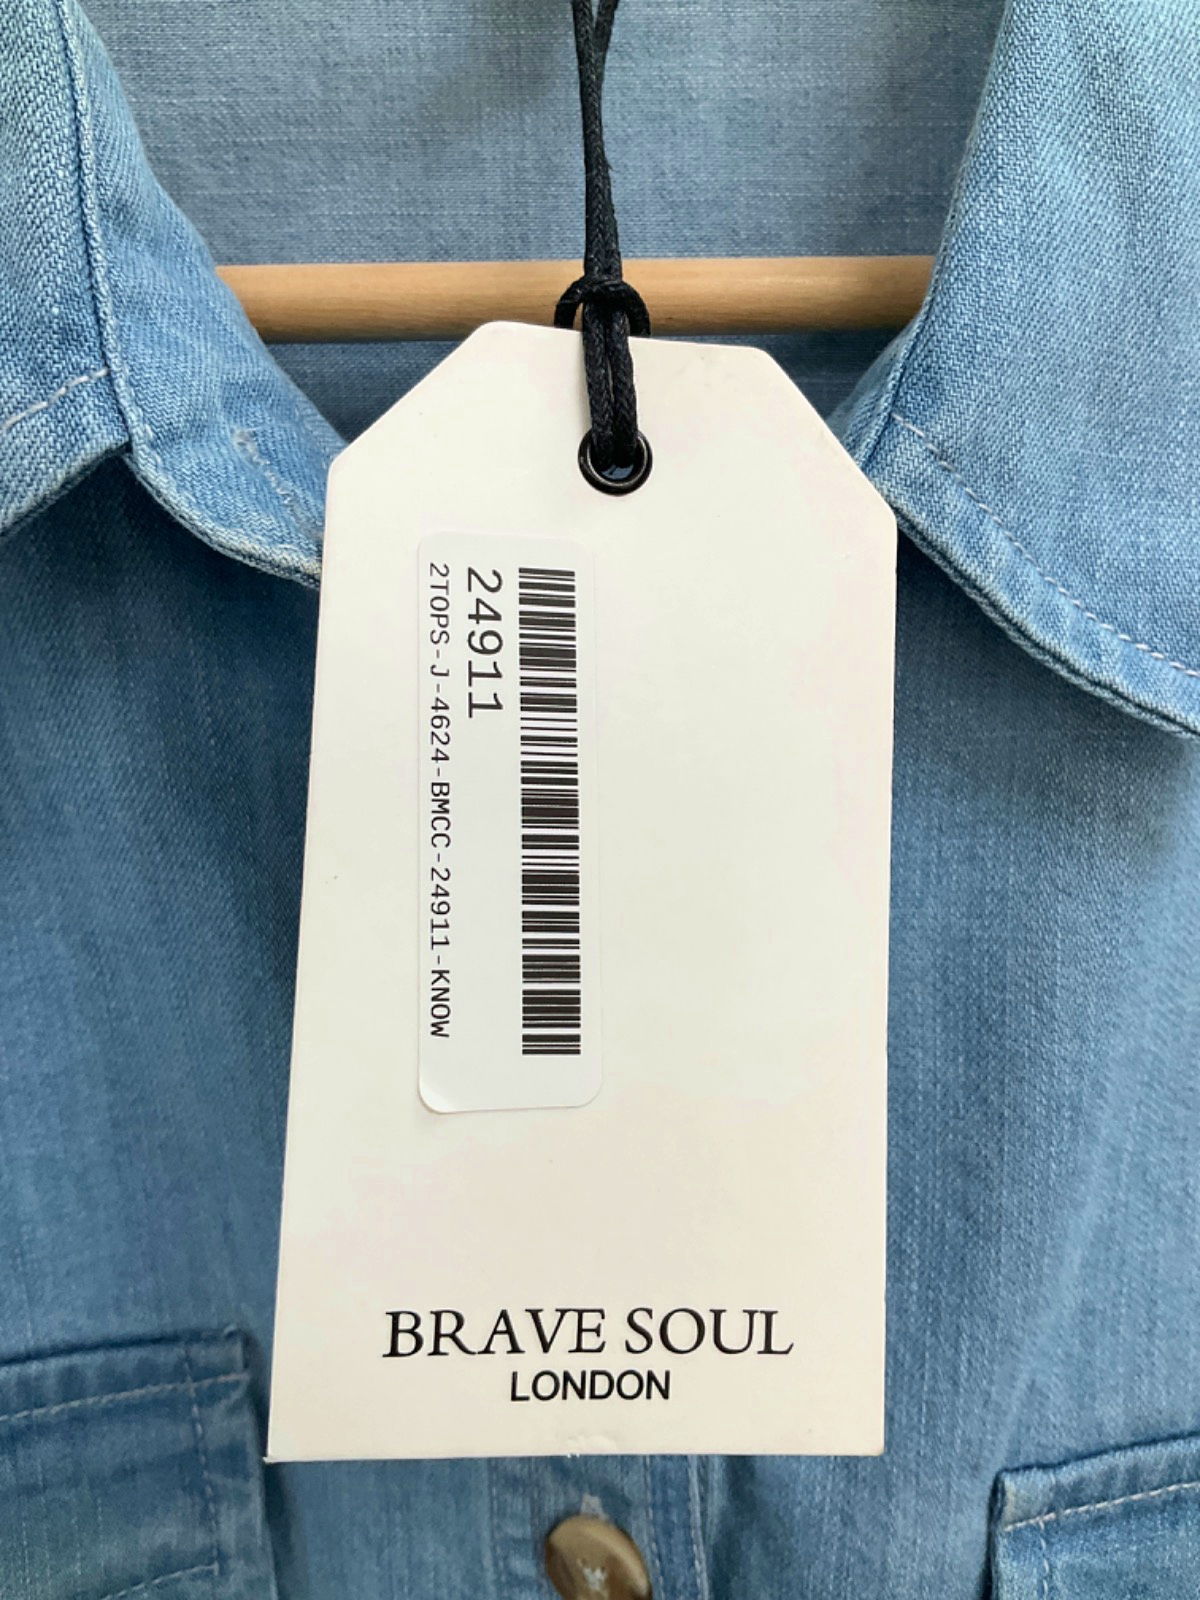 24911
2TOPS-J-4624-BMCC-24911-KNOW
BRAVE SOUL
LONDON